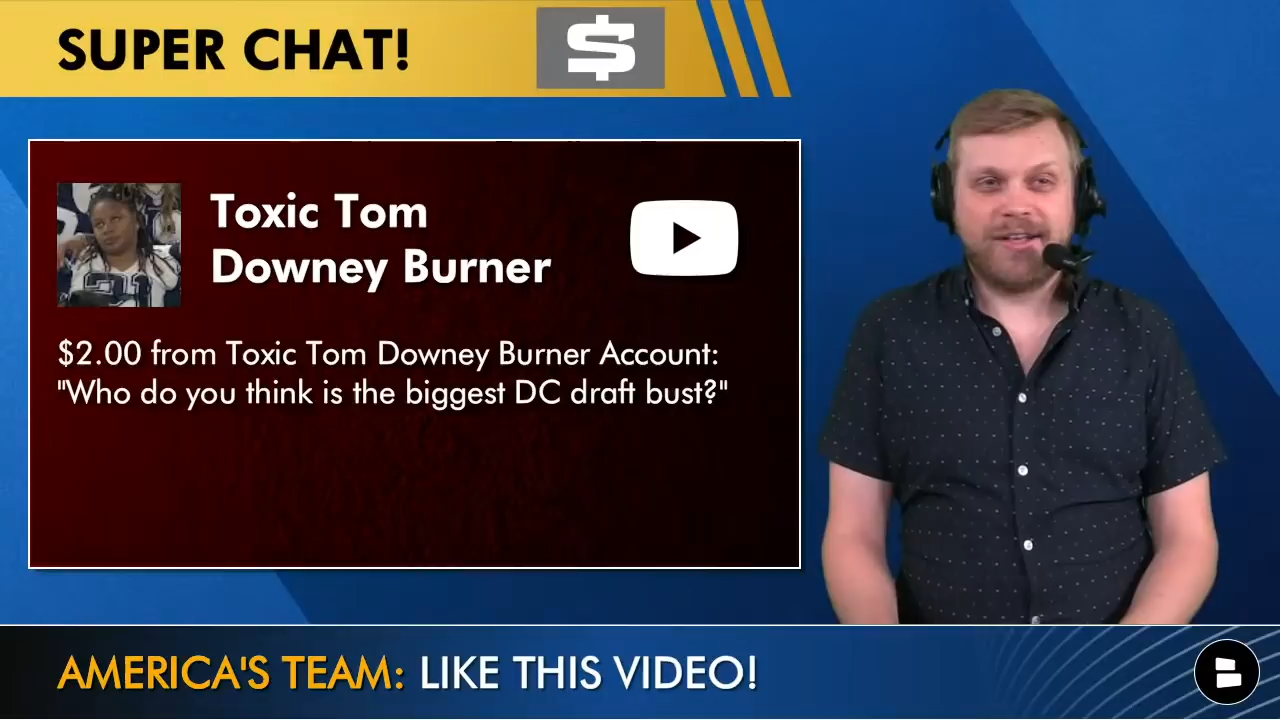 SUPER CHAT!
Toxic Tom
Downey Burner
$2.00 from Toxic Tom Downey Burner Account:
"Who do you think is the biggest DC draft bust?"
AMERICA'S TEAM: LIKE THIS VIDEO!